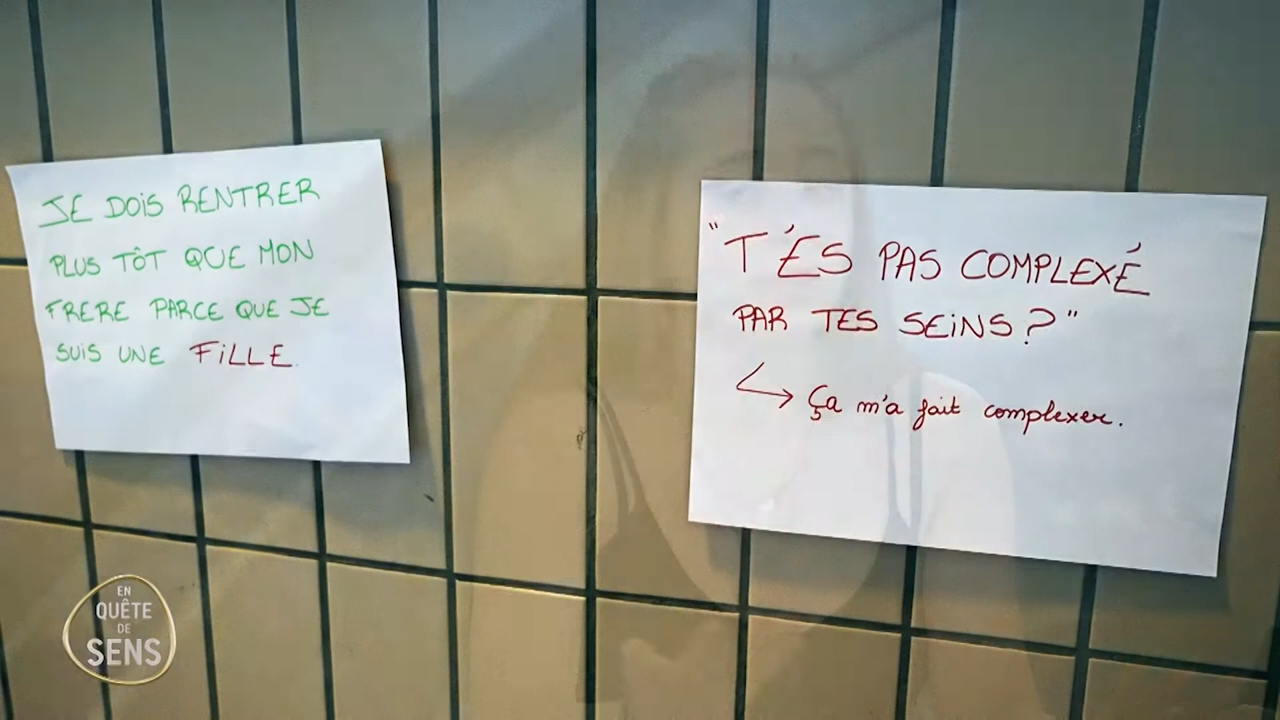 JE DOIS RENTRER
PLUS TÔT QUE MON
FRERE PARCE QUE JE
SUIS UNE FILLE.
"T'ÉS PAS COMPLEXÉ
PAR TES SEINS?"
Ça m'a fait complexer.
EN
QUÊTE
DE
SENS